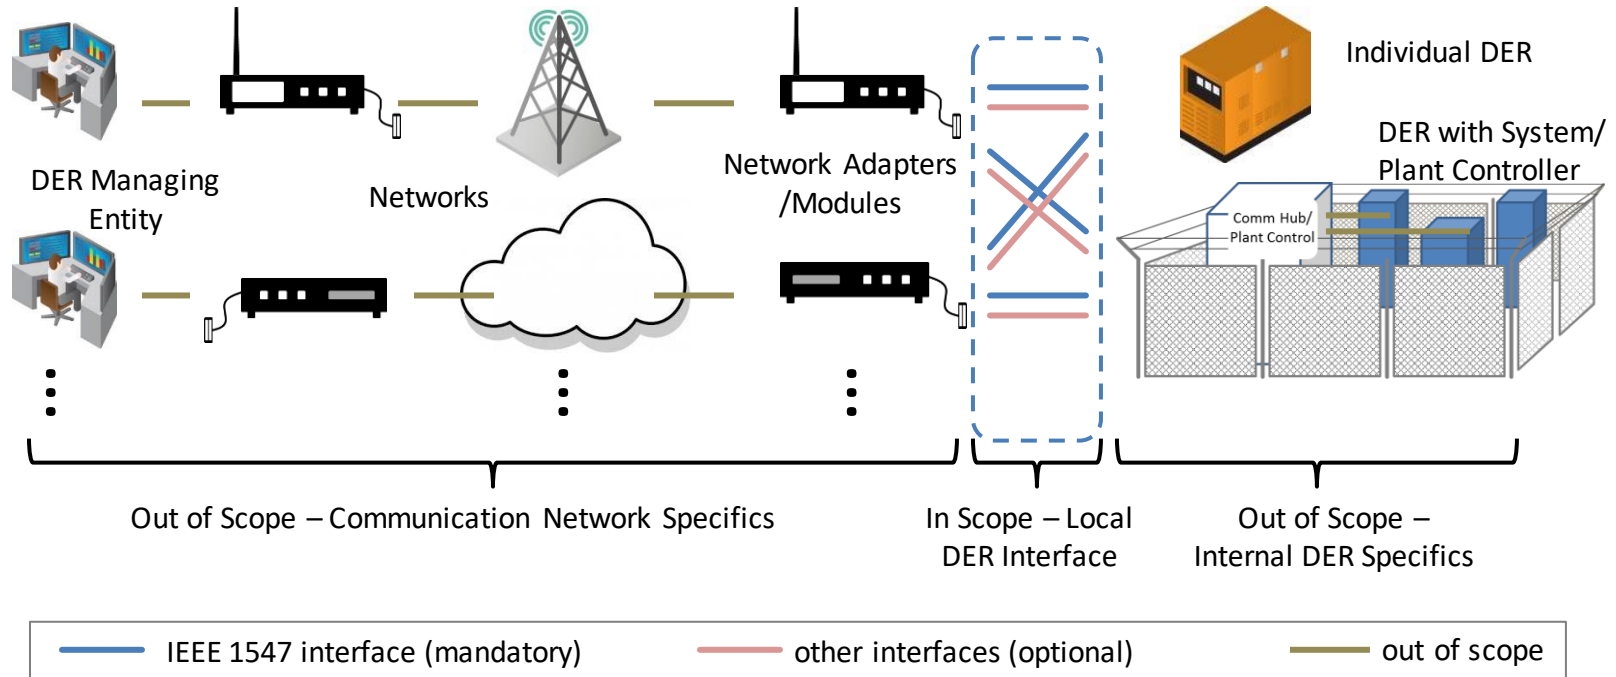 Individual DER
DER with System/
Plant Controller
DER Managing
Entity
Networks
Network Adapters
/Modules
Comm Hub/
Plant Control
Out of Scope – Communication Network Specifics
In Scope – Local
DER Interface
Out of Scope –
Internal DER Specifics
IEEE 1547 interface (mandatory)
other interfaces (optional)
out of scope